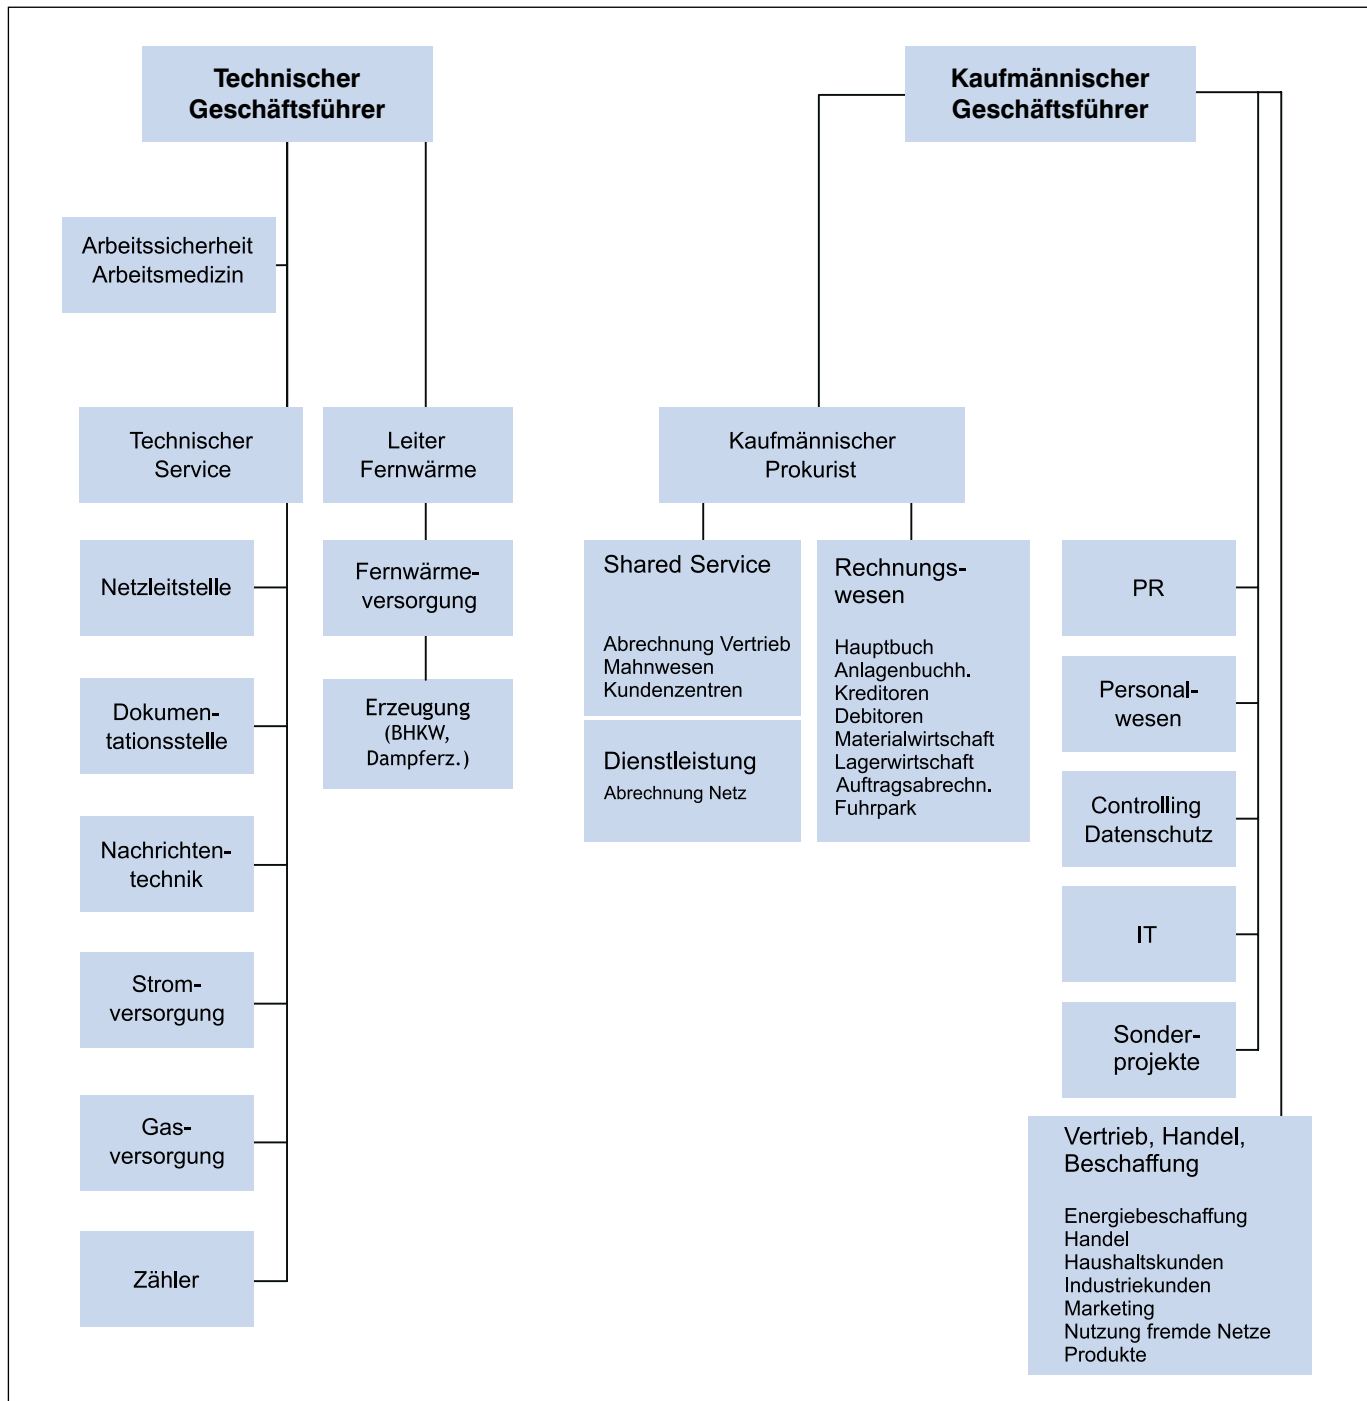 Technischer
Geschäftsführer
Kaufmännischer
Geschäftsführer
Arbeitssicherheit
Arbeitsmedizin
Technischer
Service
Leiter
Fernwärme
Kaufmännischer
Prokurist
Netzleitstelle
Dokumen-
tationsstelle
Nachrichten-
technik
Strom-
versorgung
Gas-
versorgung
Zähler
Fernwärme-
versorgung
Erzeugung
(BHKW,
Dampferz.)
Shared Service
Abrechnung Vertrieb
Mahnwesen
Kundenzentren
Dienstleistung
Abrechnung Netz
Rechnungs-
wesen
Hauptbuch
Anlagenbuchh.
Kreditoren
Debitoren
Materialwirtschaft
Lagerwirtschaft
Auftragsabrechn.
Fuhrpark
PR
Personal-
wesen
Controlling
Datenschutz
IT
Sonder-
projekte
Vertrieb, Handel,
Beschaffung
Energiebeschaffung
Handel
Haushaltskunden
Industriekunden
Marketing
Nutzung fremde Netze
Produkte